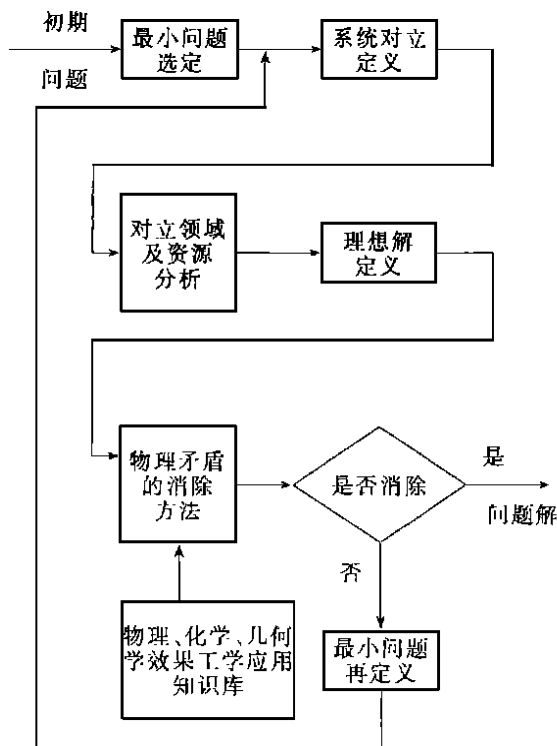 初期
问题
最小问题
选定
系统对立
定义
对立领域
及资源
分析
理想解
定义
物理矛盾
的消除
方法
是否消除
是
问题解
否
物理、化学、几何
学效果工学应用
知识库
最小问题
再定义